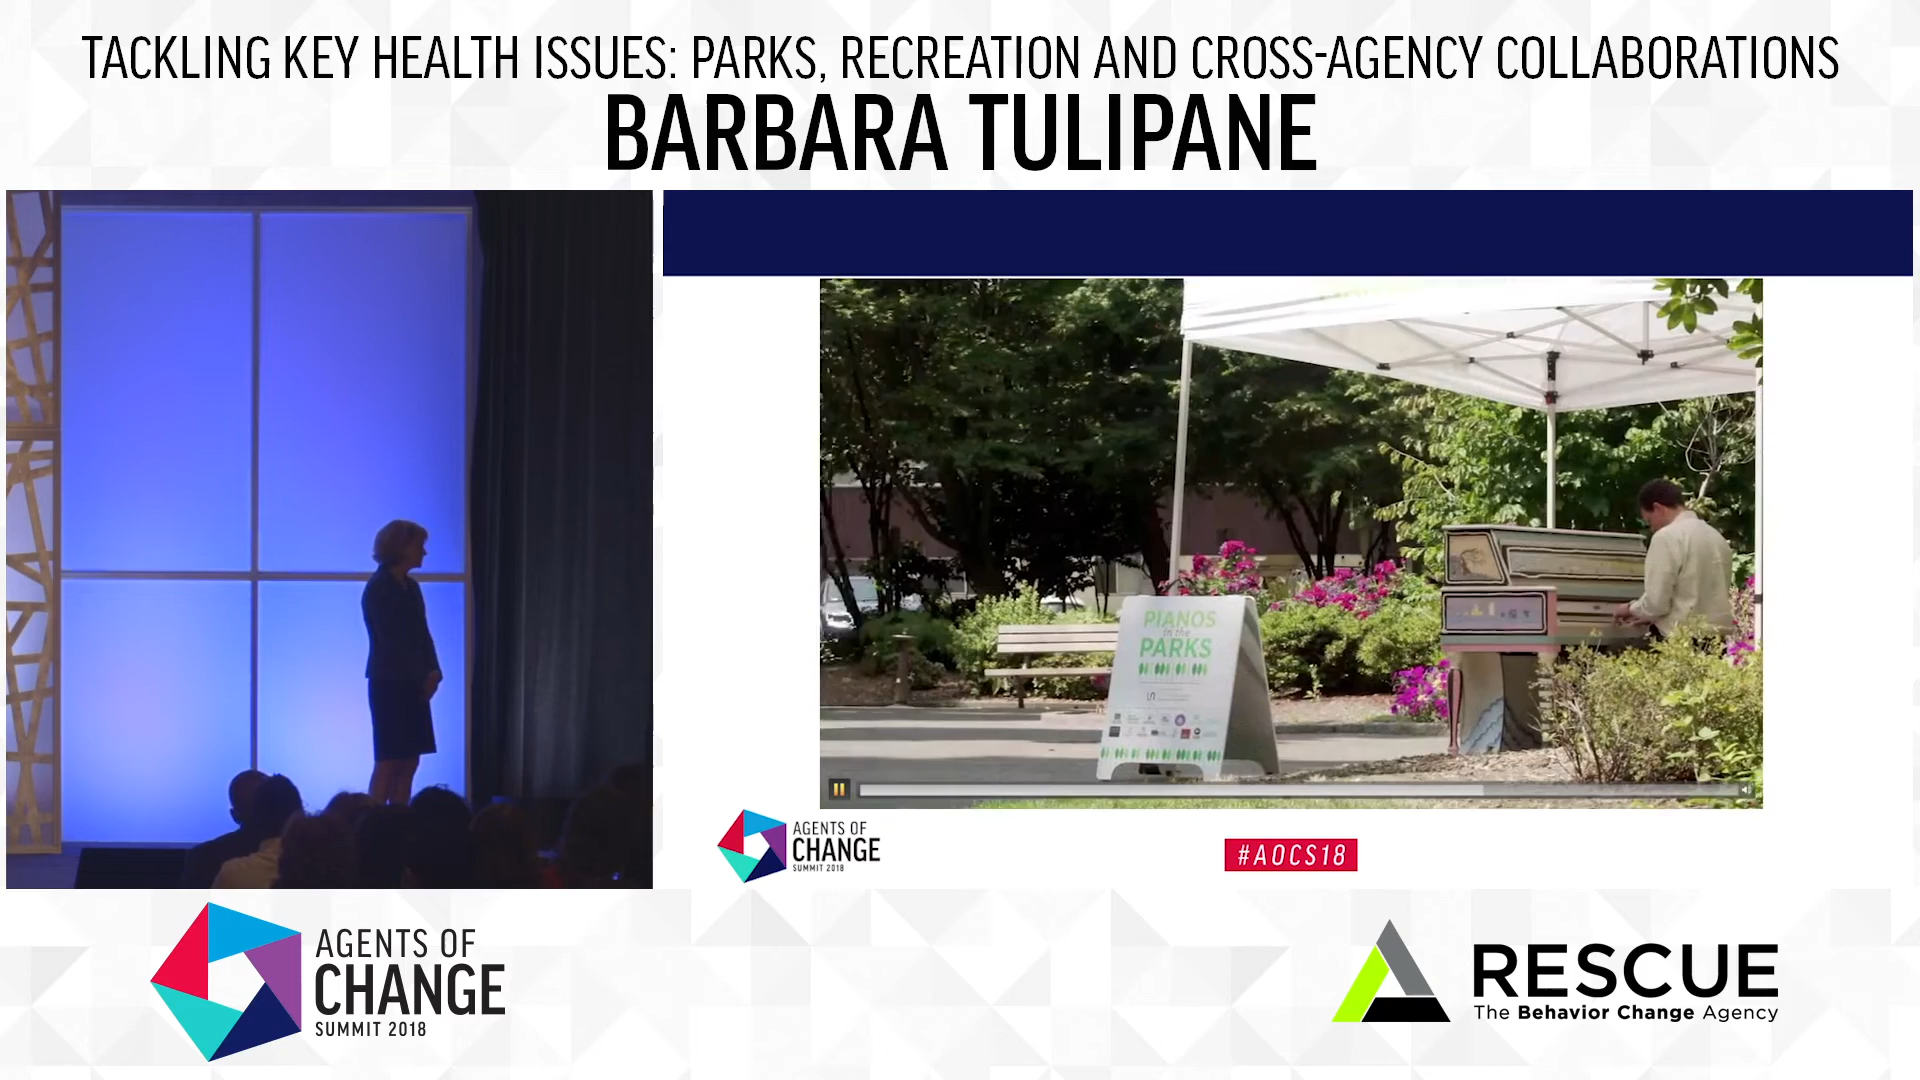 TACKLING KEY HEALTH ISSUES: PARKS, RECREATION AND CROSS-AGENCY COLLABORATIONS
BARBARA TULIPANE
PIANOS
in the
PARKS
AGENTS OF
CHANGE
SUMMIT 2018
#AOCS18
AGENTS OF
CHANGE
SUMMIT 2018
RESCUE
The Behavior Change Agency